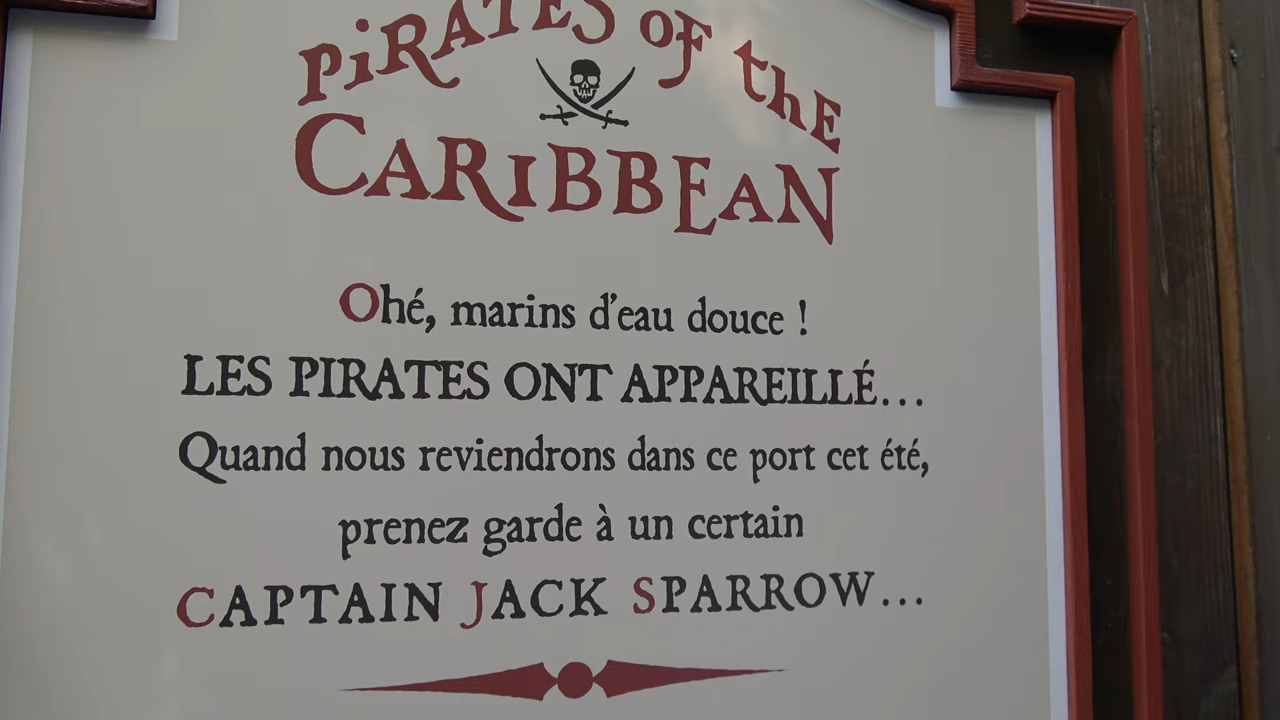 PiRATES OF the
CARiBBEAN
Ohé, marins d'eau douce !
LES PIRATES ONT APPAREILLÉ...
Quand nous reviendrons dans ce port cet été,
prenez garde à un certain
CAPTAIN JACK SPARROW...